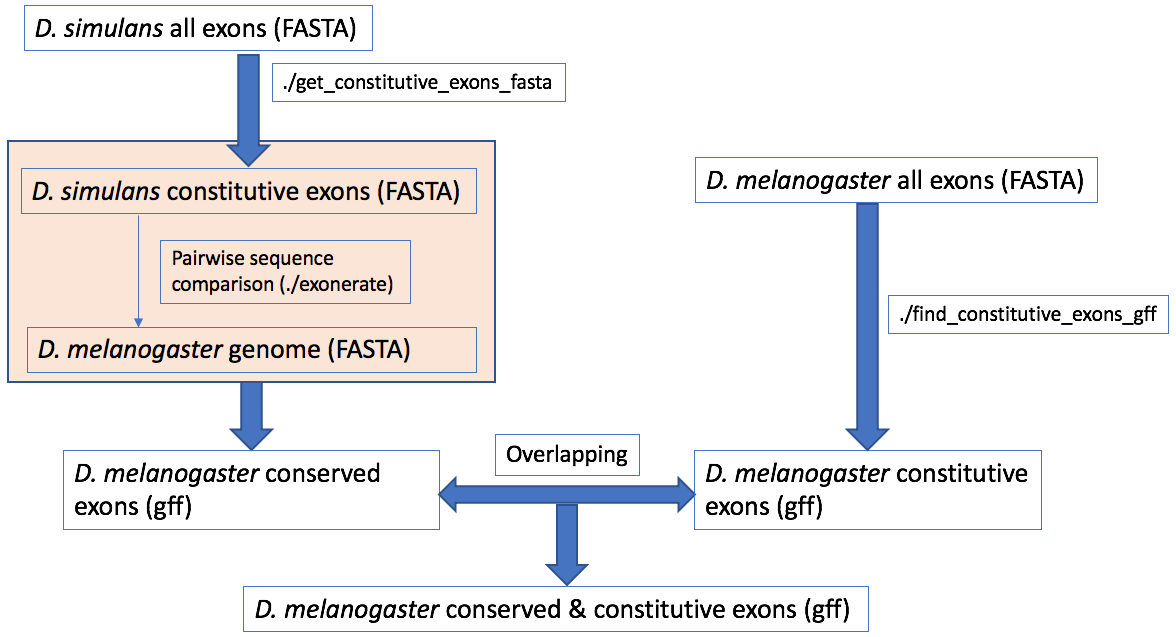 D. simulans all exons (FASTA)
./get_constitutive_exons_fasta
D. simulans constitutive exons (FASTA)
Pairwise sequence
comparison (./exonerate)
D. melanogaster genome (FASTA)
D. melanogaster all exons (FASTA)
./find_constitutive_exons_gff
D. melanogaster conserved
exons (gff)
Overlapping
D. melanogaster constitutive
exons (gff)
D. melanogaster conserved & constitutive exons (gff)